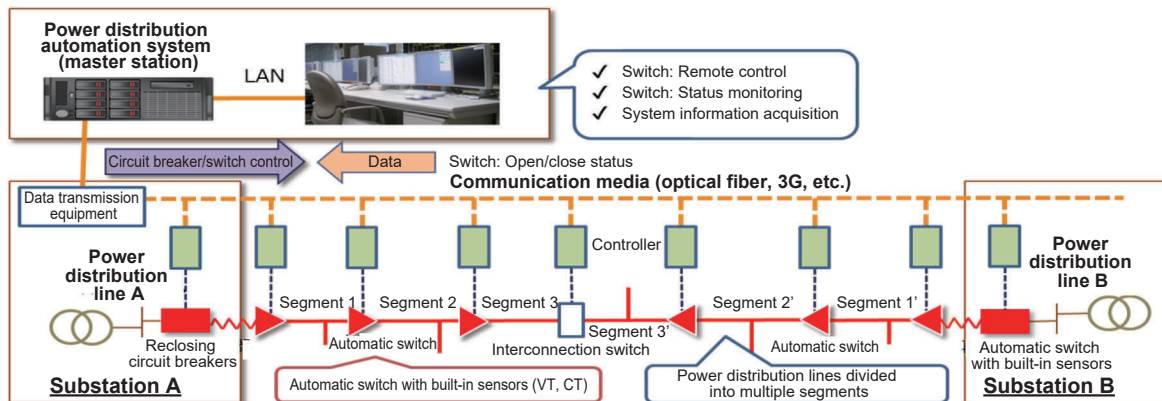 Power distribution
automation system
(master station)
LAN
✓ Switch: Remote control
✓ Switch: Status monitoring
✓ System information acquisition
Circuit breaker/switch control
Data
Switch: Open/close status
Communication media (optical fiber, 3G, etc.)
Data transmission
equipment
Controller
Power
distribution
line A
Power
distribution
line B
Segment 1
Segment 2
Segment 3
Segment 3'
Segment 2'
Segment 1'
Reclosing
circuit breakers
Automatic switch
Interconnection switch
Automatic switch
Automatic switch
with built-in sensors
Substation A
Automatic switch with built-in sensors (VT, CT)
Power distribution lines divided
into multiple segments
Substation B